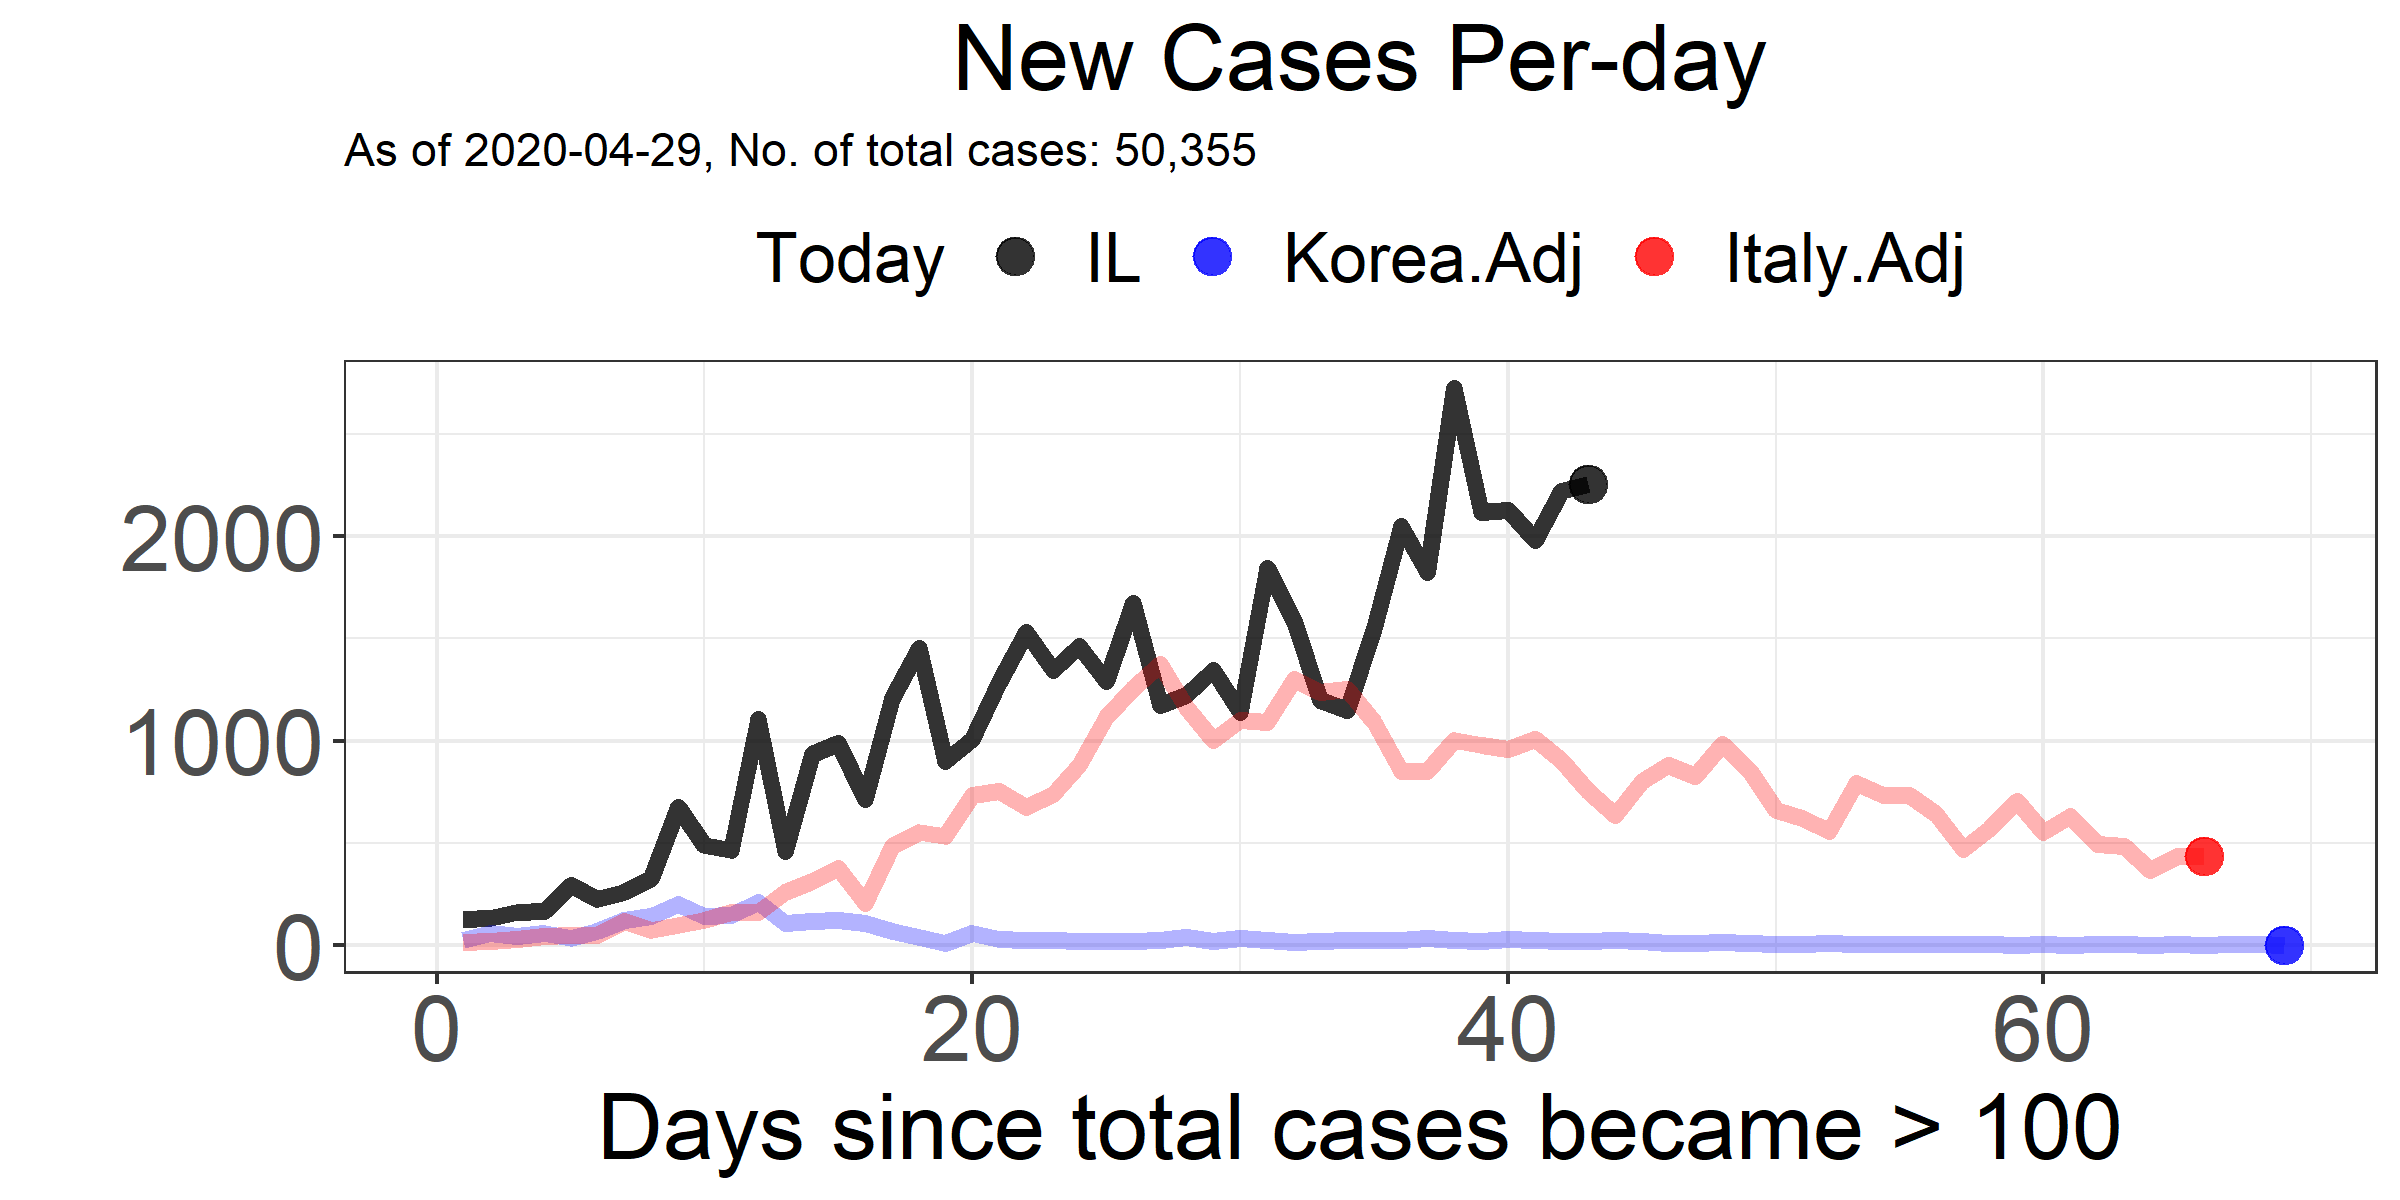 New Cases Per-day
As of 2020-04-29, No. of total cases: 50,355
Today IL Korea.Adj Italy.Adj
2000
1000
0
0 20 40 60
Days since total cases became > 100